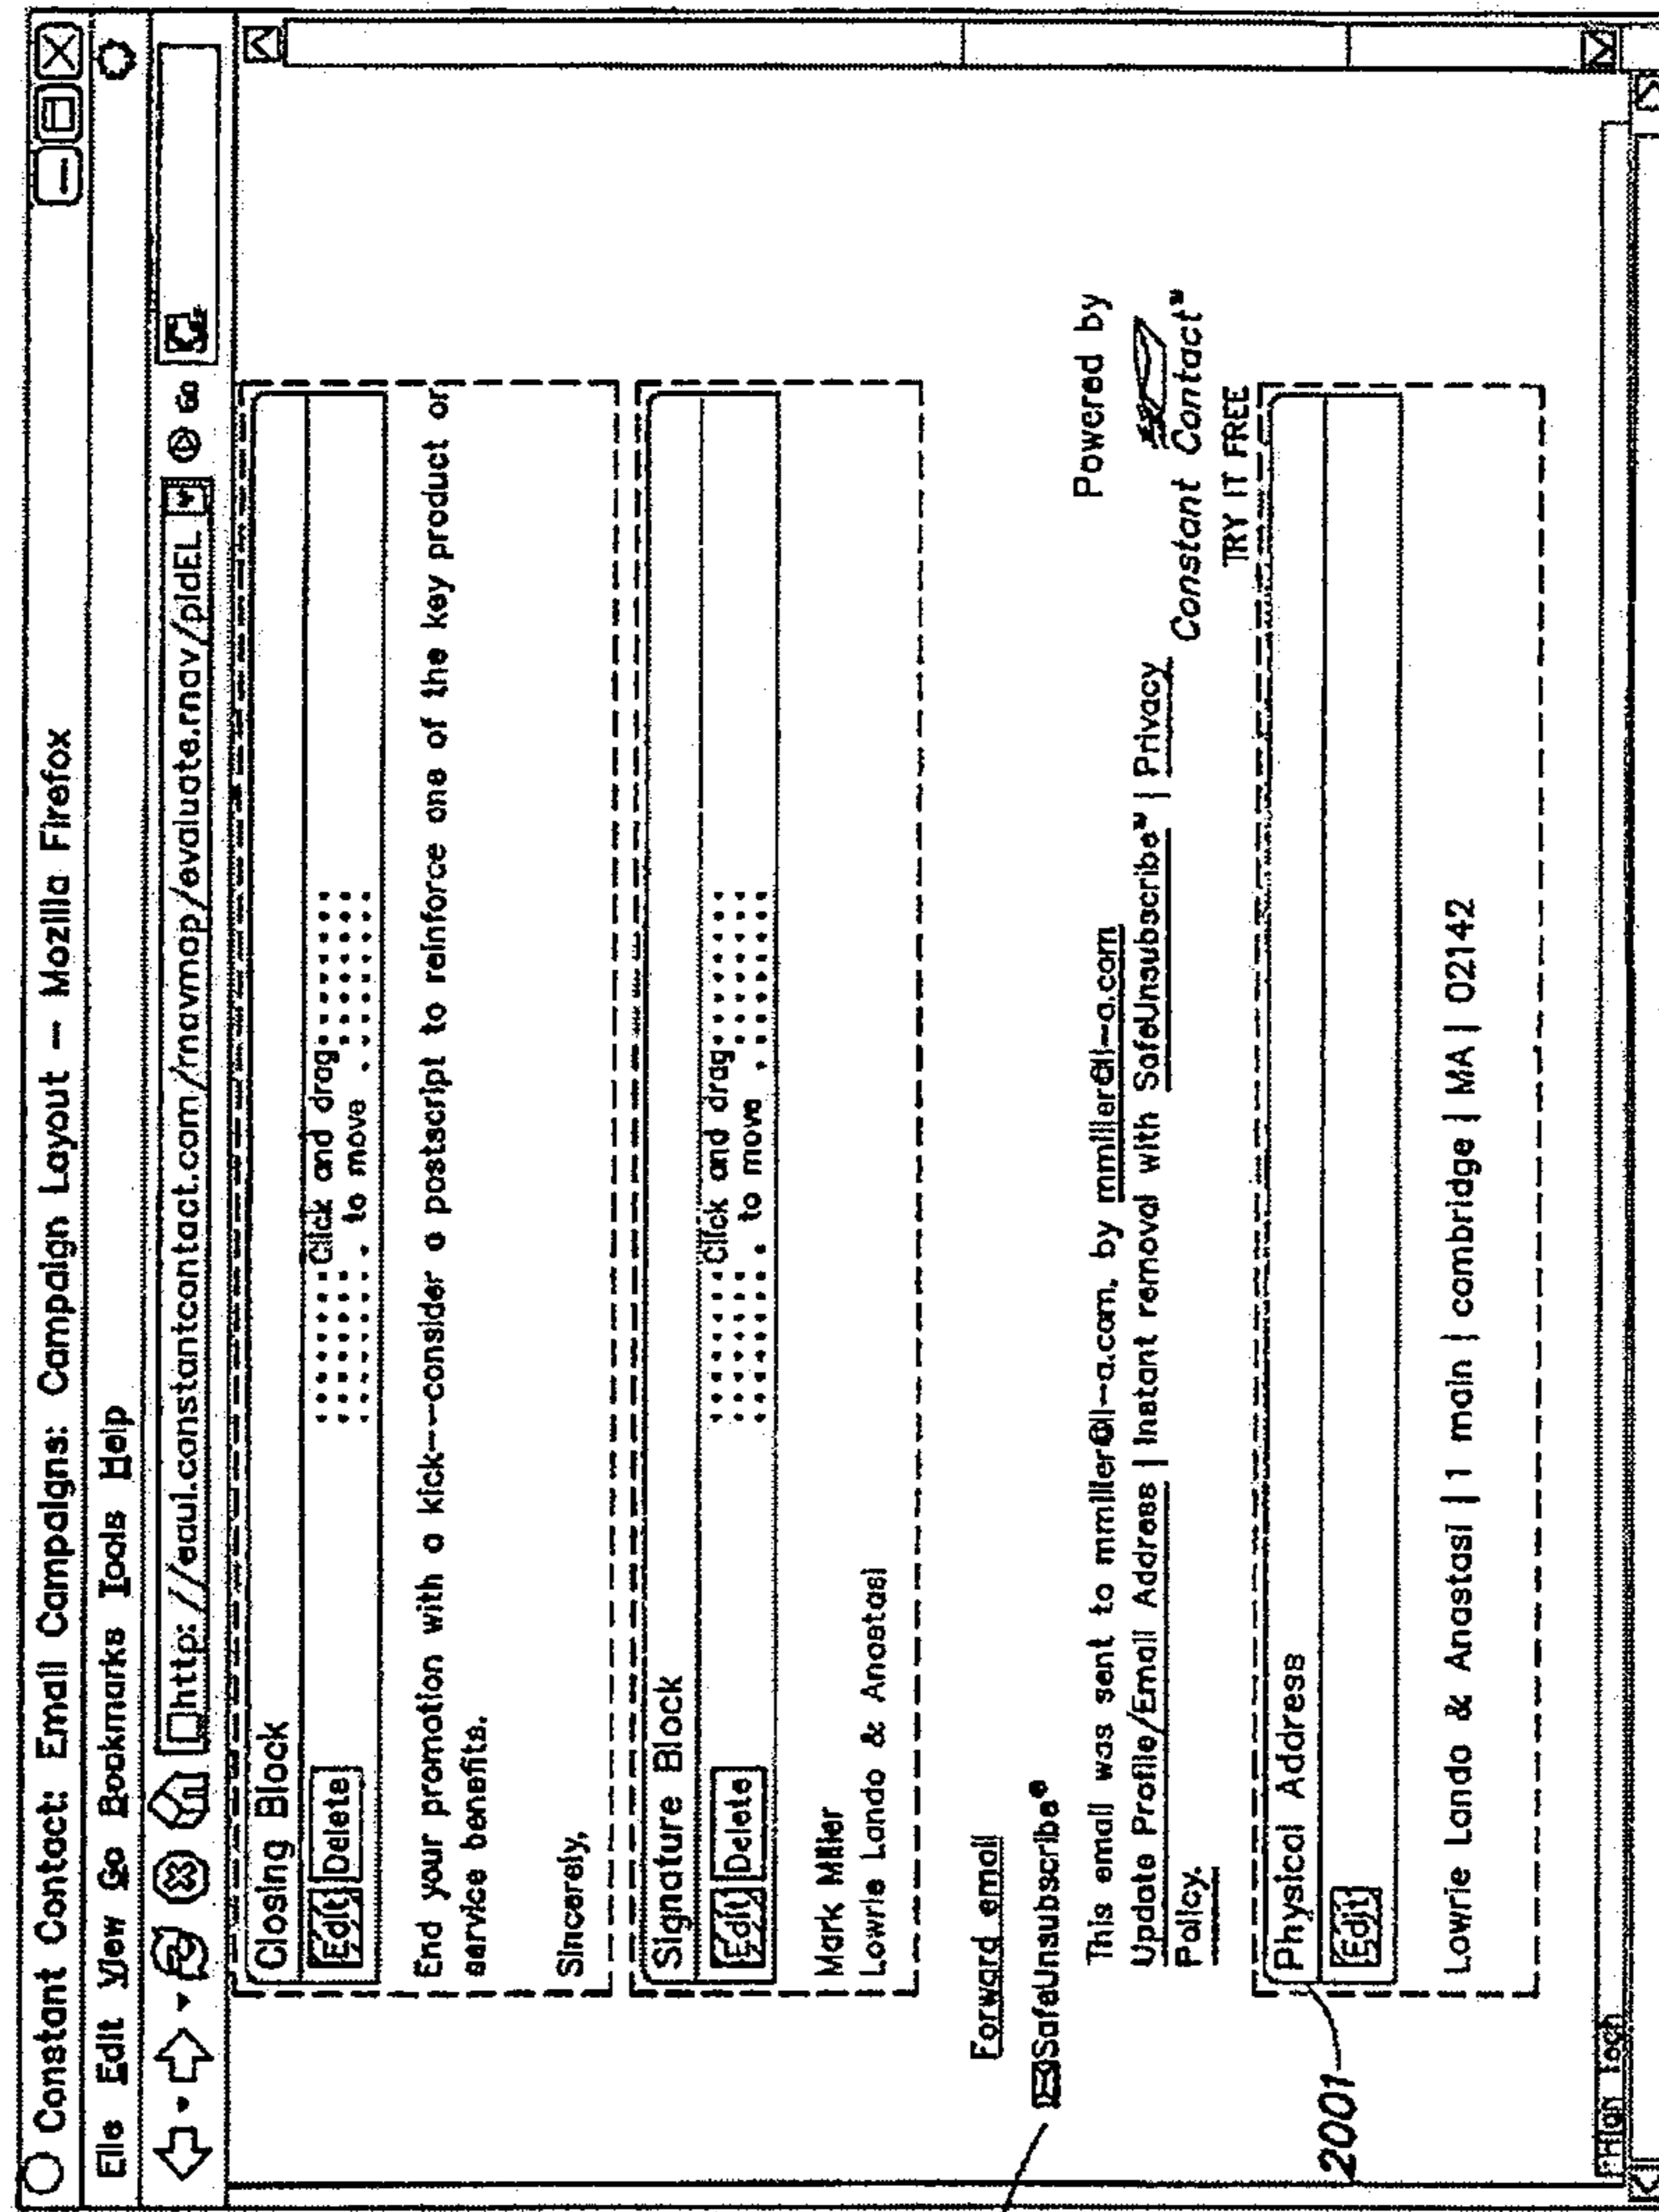 Constant Contact: Email Campaigns: Campaign Layout — Mozilla Firefox
File Edit View Go Bookmarks Tools Help
http://eaui.constantcontact.com/rnavmap/evaluate.rnav/pidEL Go
Closing Block
Edit Delete Click and drag to move
End your promotion with a kick--consider a postscript to reinforce one of the key product or
service benefits.
Sincerely,
Signature Block
Edit Delete Click and drag to move
Mark Miler
Lowrie Lando & Anastasi
Forward email
SafeUnsubscribe®
This email was sent to mmiller@ll-a.com, by mmiller@ll-a.com
Update Profile/Email Address | Instant removal with SafeUnsubscribe™ | Privacy
Policy.
Powered by
Constant Contact™
TRY IT FREE
Physical Address
Edit
Lowrie Lando & Anastasi | 1 main | cambridge | MA | 02142
2001